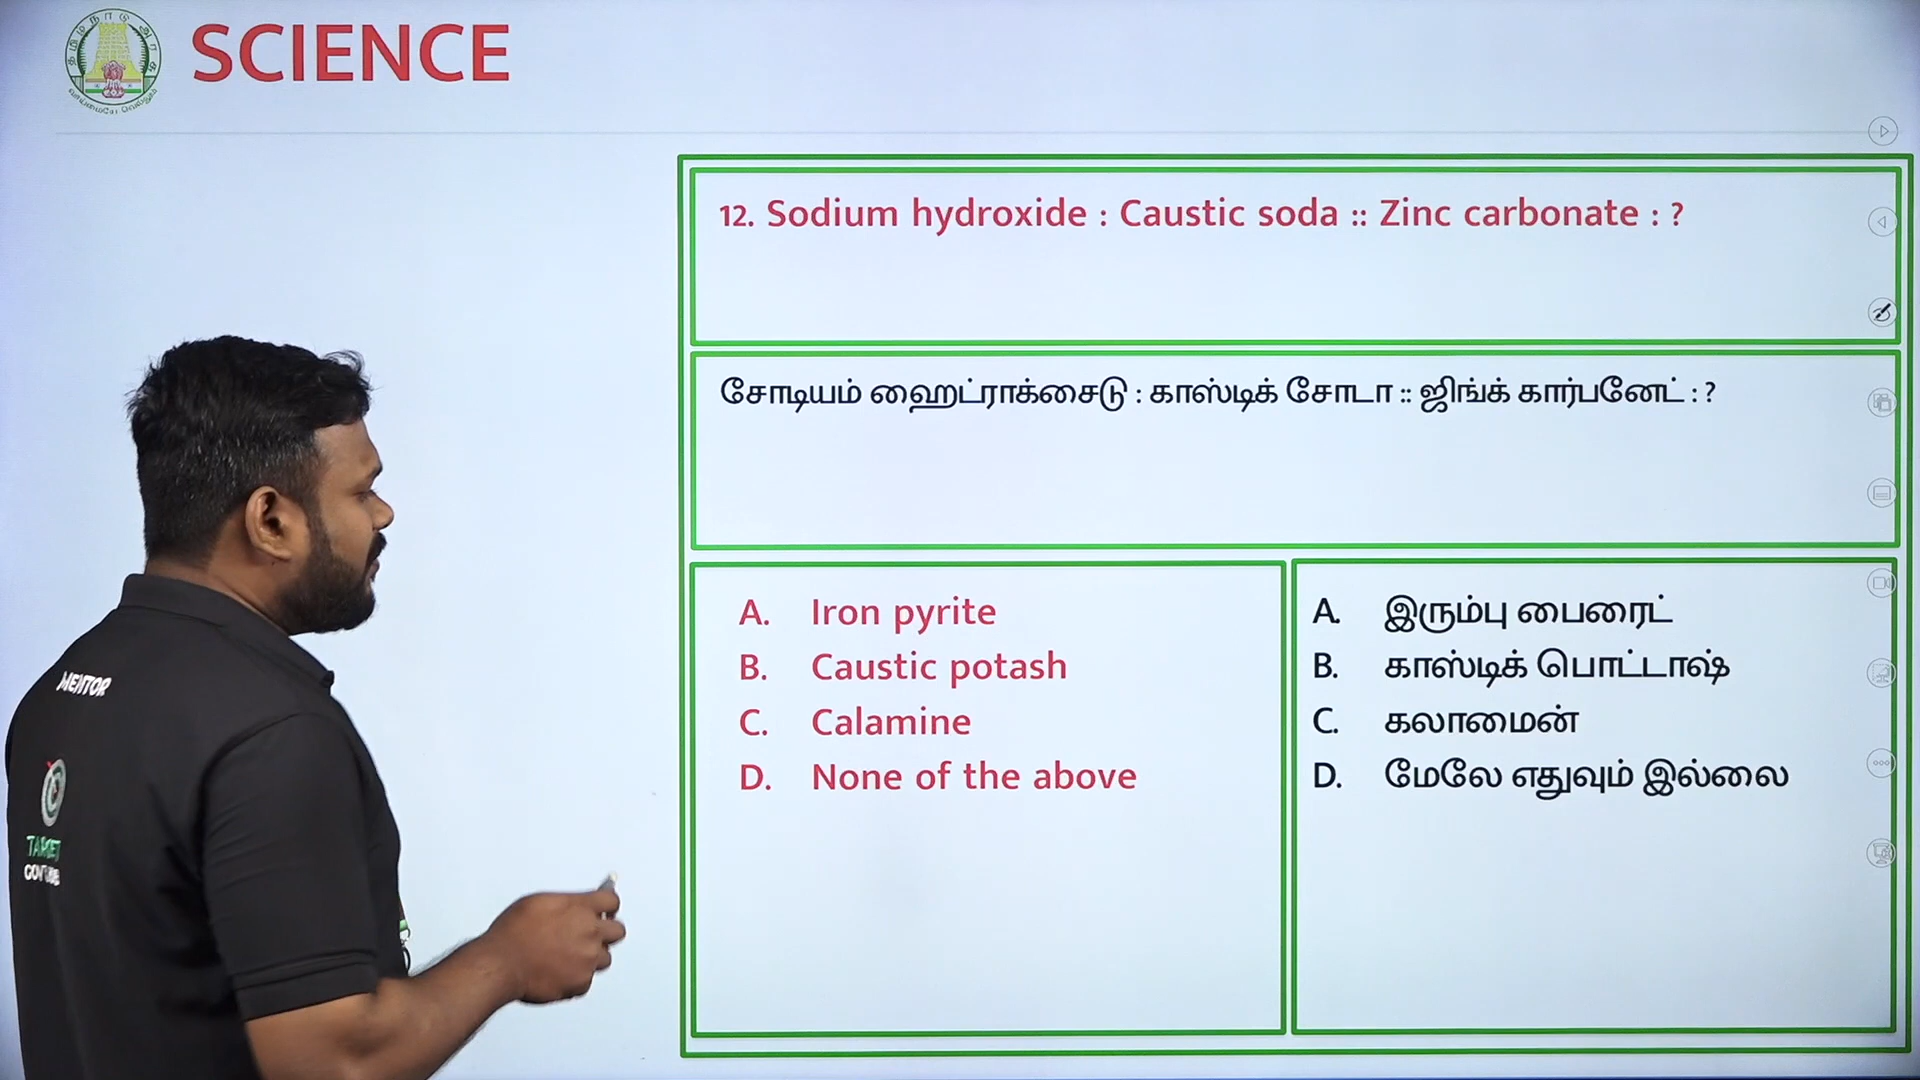 SCIENCE
12. Sodium hydroxide : Caustic soda :: Zinc carbonate : ?
சோடியம் ஹைட்ராக்சைடு : காஸ்டிக் சோடா :: ஜிங்க் கார்பனேட் : ?
A. Iron pyrite
B. Caustic potash
C. Calamine
D. None of the above
A. இரும்பு பைரைட்
B. காஸ்டிக் பொட்டாஷ்
C. கலாமைன்
D. மேலே எதுவும் இல்லை
MENTOR
TARGET